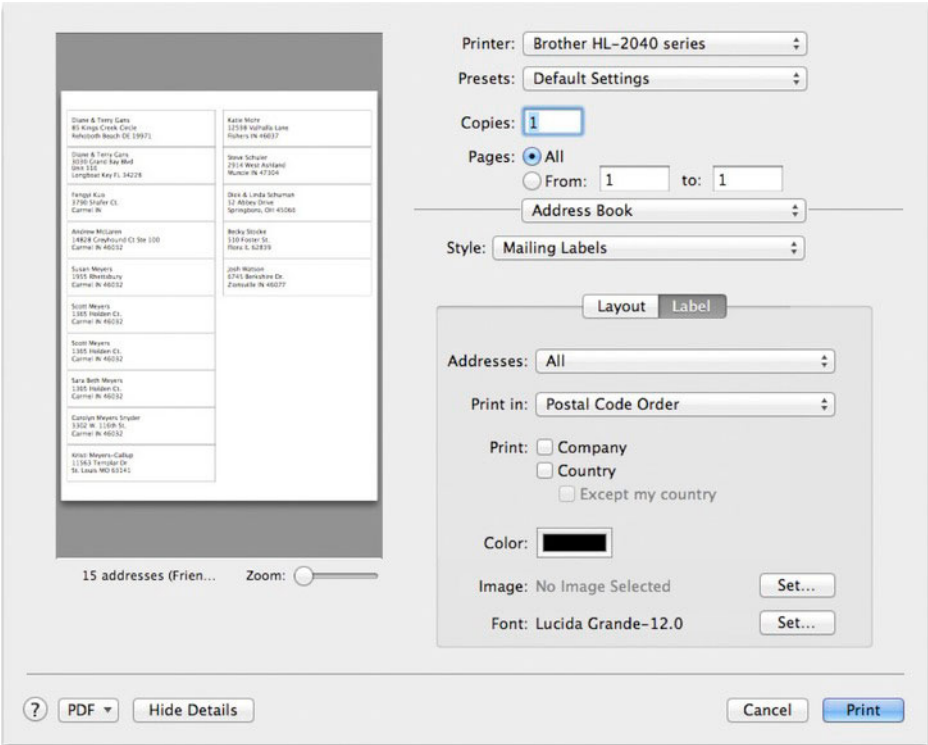 Diane & Terry Gans
85 Kings Creek Circle
Rehoboth Beach DE 19971
Diane & Terry Gans
3030 Grand Bay Blvd
Unit 316
Longboat Key FL 34228
Fengyi Kuo
3790 Shafer Ct.
Carmel IN
Andrew McLaren
14828 Greyhound Ct Ste 100
Carmel IN 46032
Susan Meyers
1955 Rhettsbury
Carmel IN 46032
Scott Meyers
1365 Holden Ct.
Carmel IN 46032
Scott Meyers
1365 Holden Ct.
Carmel IN 46032
Sara Beth Meyers
1365 Holden Ct.
Carmel IN 46032
Carolyn Meyers Snyder
3302 W. 116th St.
Carmel IN 46032
Kristi Meyers-Gallup
11563 Templar Dr
St. Louis MO 63141
Katie Mohr
12598 Valhalla Lane
Fishers IN 46037
Steve Schuler
2914 West Ashland
Muncie IN 47304
Dick & Linda Schuman
52 Abbey Drive
Springboro, OH 45066
Becky Stocke
530 Foster St.
Flora IL 62839
Josh Watson
6745 Berkshire Dr.
Zionsville IN 46077
15 addresses (Frien...
Zoom:
Printer: Brother HL-2040 series
Presets: Default Settings
Copies: 1
Pages: All
From: 1 to: 1
Address Book
Style: Mailing Labels
Layout Label
Addresses: All
Print in: Postal Code Order
Print: Company
Country
Except my country
Color:
Image: No Image Selected Set...
Font: Lucida Grande-12.0 Set...
? PDF Hide Details Cancel Print